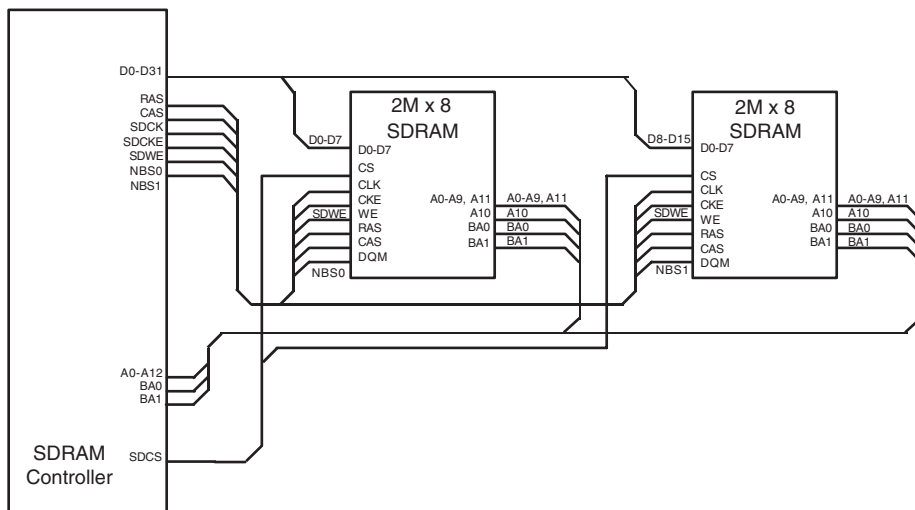 D0-D31
RAS
CAS
SDCK
SDCKE
SDWE
NBS0
NBS1
A0-A12
BA0
BA1
SDCS
SDRAM
Controller
2M x 8
SDRAM
D0-D7
D0-D7
CS
CLK
CKE
SDWE
WE
RAS
CAS
DQM
NBS0
A0-A9, A11
A10
BA0
BA1
A0-A9, A11
A10
BA0
BA1
2M x 8
SDRAM
D8-D15
D0-D7
CS
CLK
CKE
SDWE
WE
RAS
CAS
DQM
NBS1
A0-A9, A11
A10
BA0
BA1
A0-A9, A11
A10
BA0
BA1